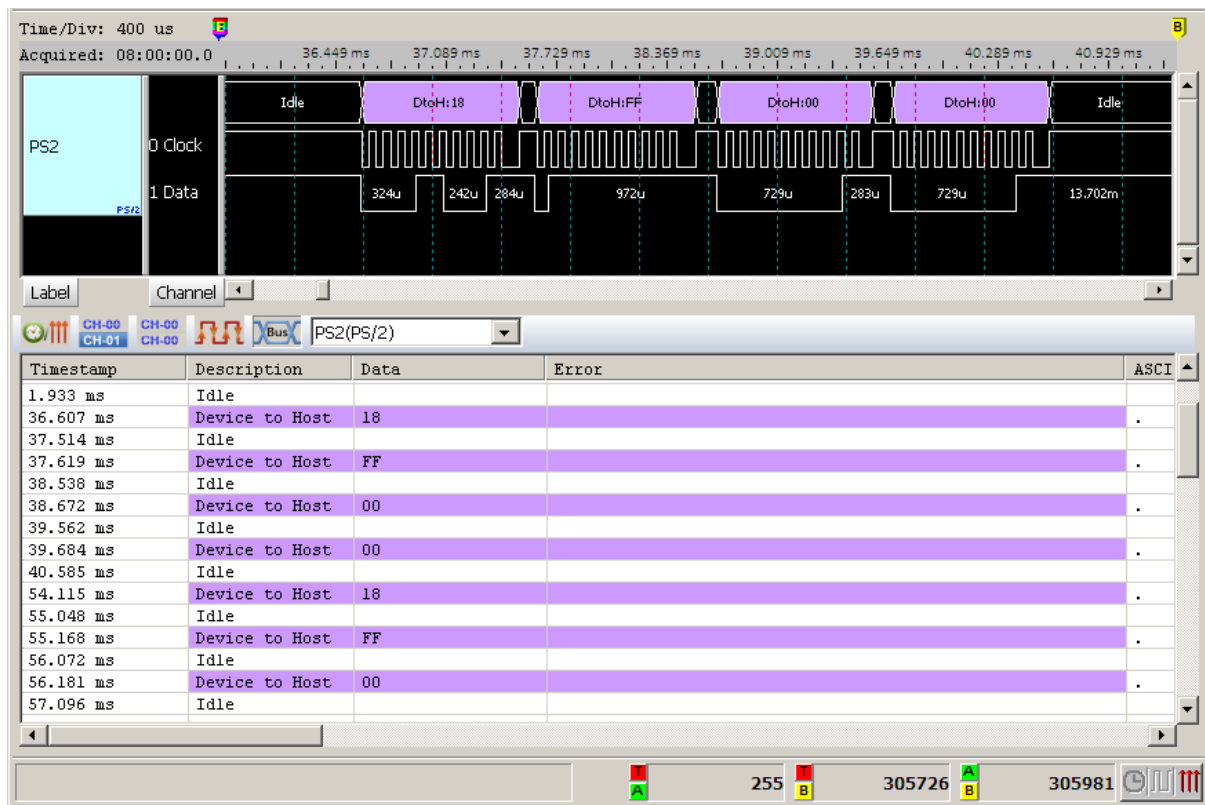 Time/Div: 400 us
B
Acquired: 08:00:00.0 36.449 ms 37.089 ms 37.729 ms 38.369 ms 39.009 ms 39.649 ms 40.289 ms 40.929 ms
Idle DtoH:18 DtoH:FF DtoH:00 DtoH:00 Idle
PS2 0 Clock
1 Data 324u 242u 284u 972u 729u 283u 729u 13.702m
PS/2
Label Channel
CH-00 CH-01 CH-00 CH-00 Bus PS2(PS/2)
Timestamp Description Data Error ASCI
1.933 ms Idle
36.607 ms Device to Host 18 .
37.514 ms Idle
37.619 ms Device to Host FF .
38.538 ms Idle
38.672 ms Device to Host 00 .
39.562 ms Idle
39.684 ms Device to Host 00 .
40.585 ms Idle
54.115 ms Device to Host 18 .
55.048 ms Idle
55.168 ms Device to Host FF .
56.072 ms Idle
56.181 ms Device to Host 00 .
57.096 ms Idle
T A 255 T B 305726 A B 305981